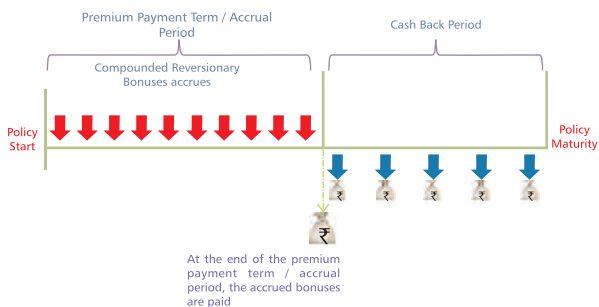 Premium Payment Term / Accrual
Period
Cash Back Period
Compounded Reversionary
Bonuses accrues
Policy
Start
Policy
Maturity
₹
₹
₹
₹
₹
₹
At the end of the premium
payment term / accrual
period, the accrued bonuses
are paid